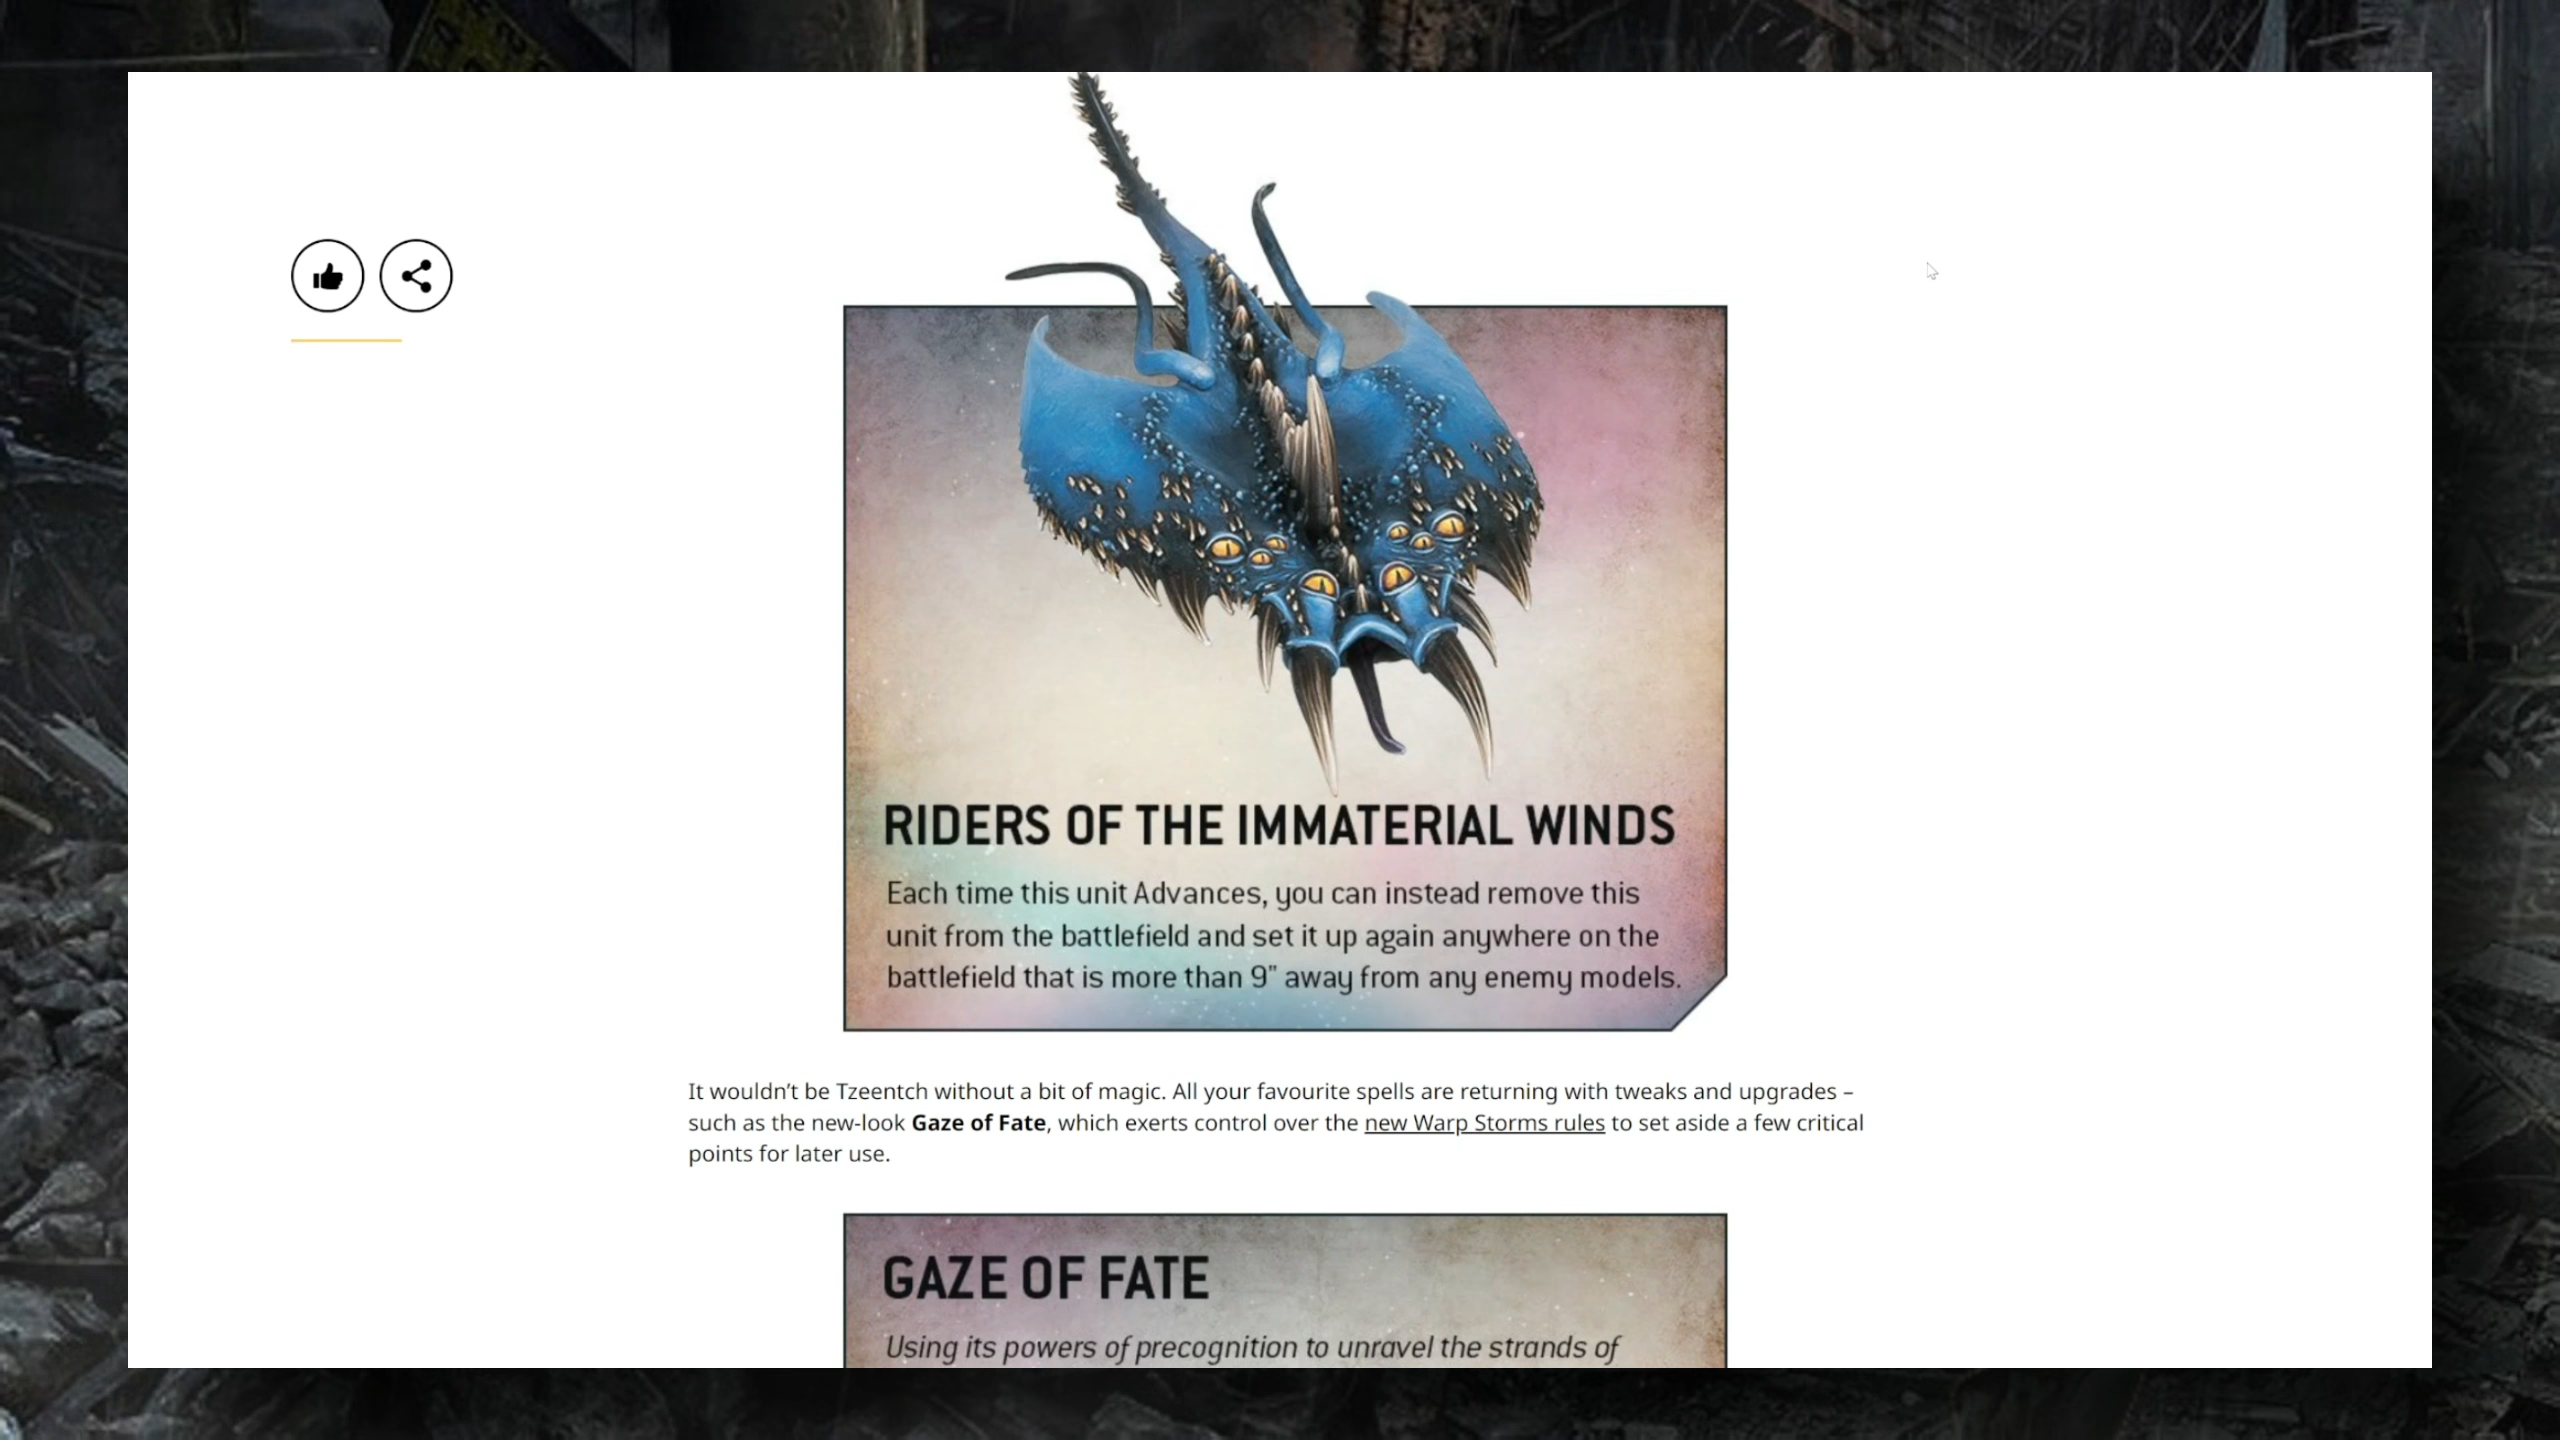 RIDERS OF THE IMMATERIAL WINDS
Each time this unit Advances, you can instead remove this
unit from the battlefield and set it up again anywhere on the
battlefield that is more than 9" away from any enemy models.
It wouldn’t be Tzeentch without a bit of magic. All your favourite spells are returning with tweaks and upgrades –
such as the new-look Gaze of Fate, which exerts control over the new Warp Storms rules to set aside a few critical
points for later use.
GAZE OF FATE
Using its powers of precognition to unravel the strands of